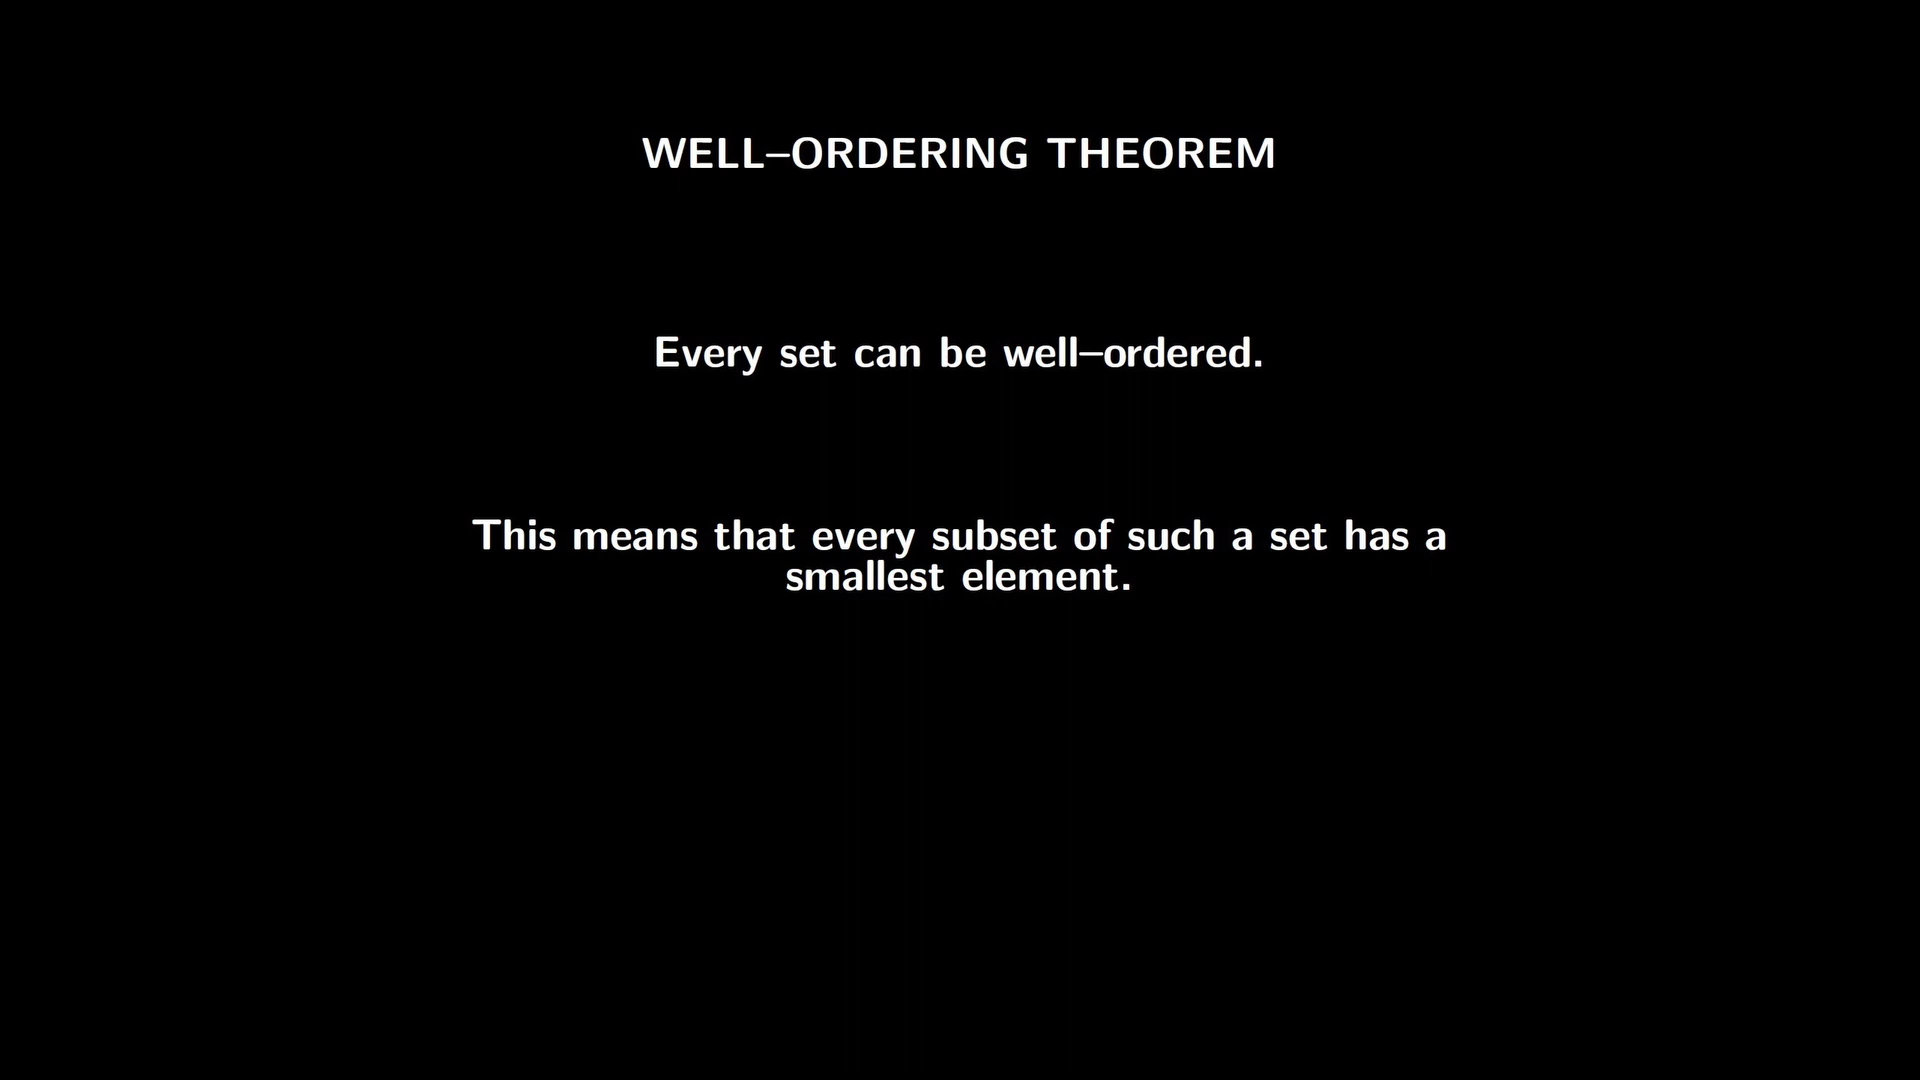 WELL–ORDERING THEOREM
Every set can be well–ordered.
This means that every subset of such a set has a
smallest element.